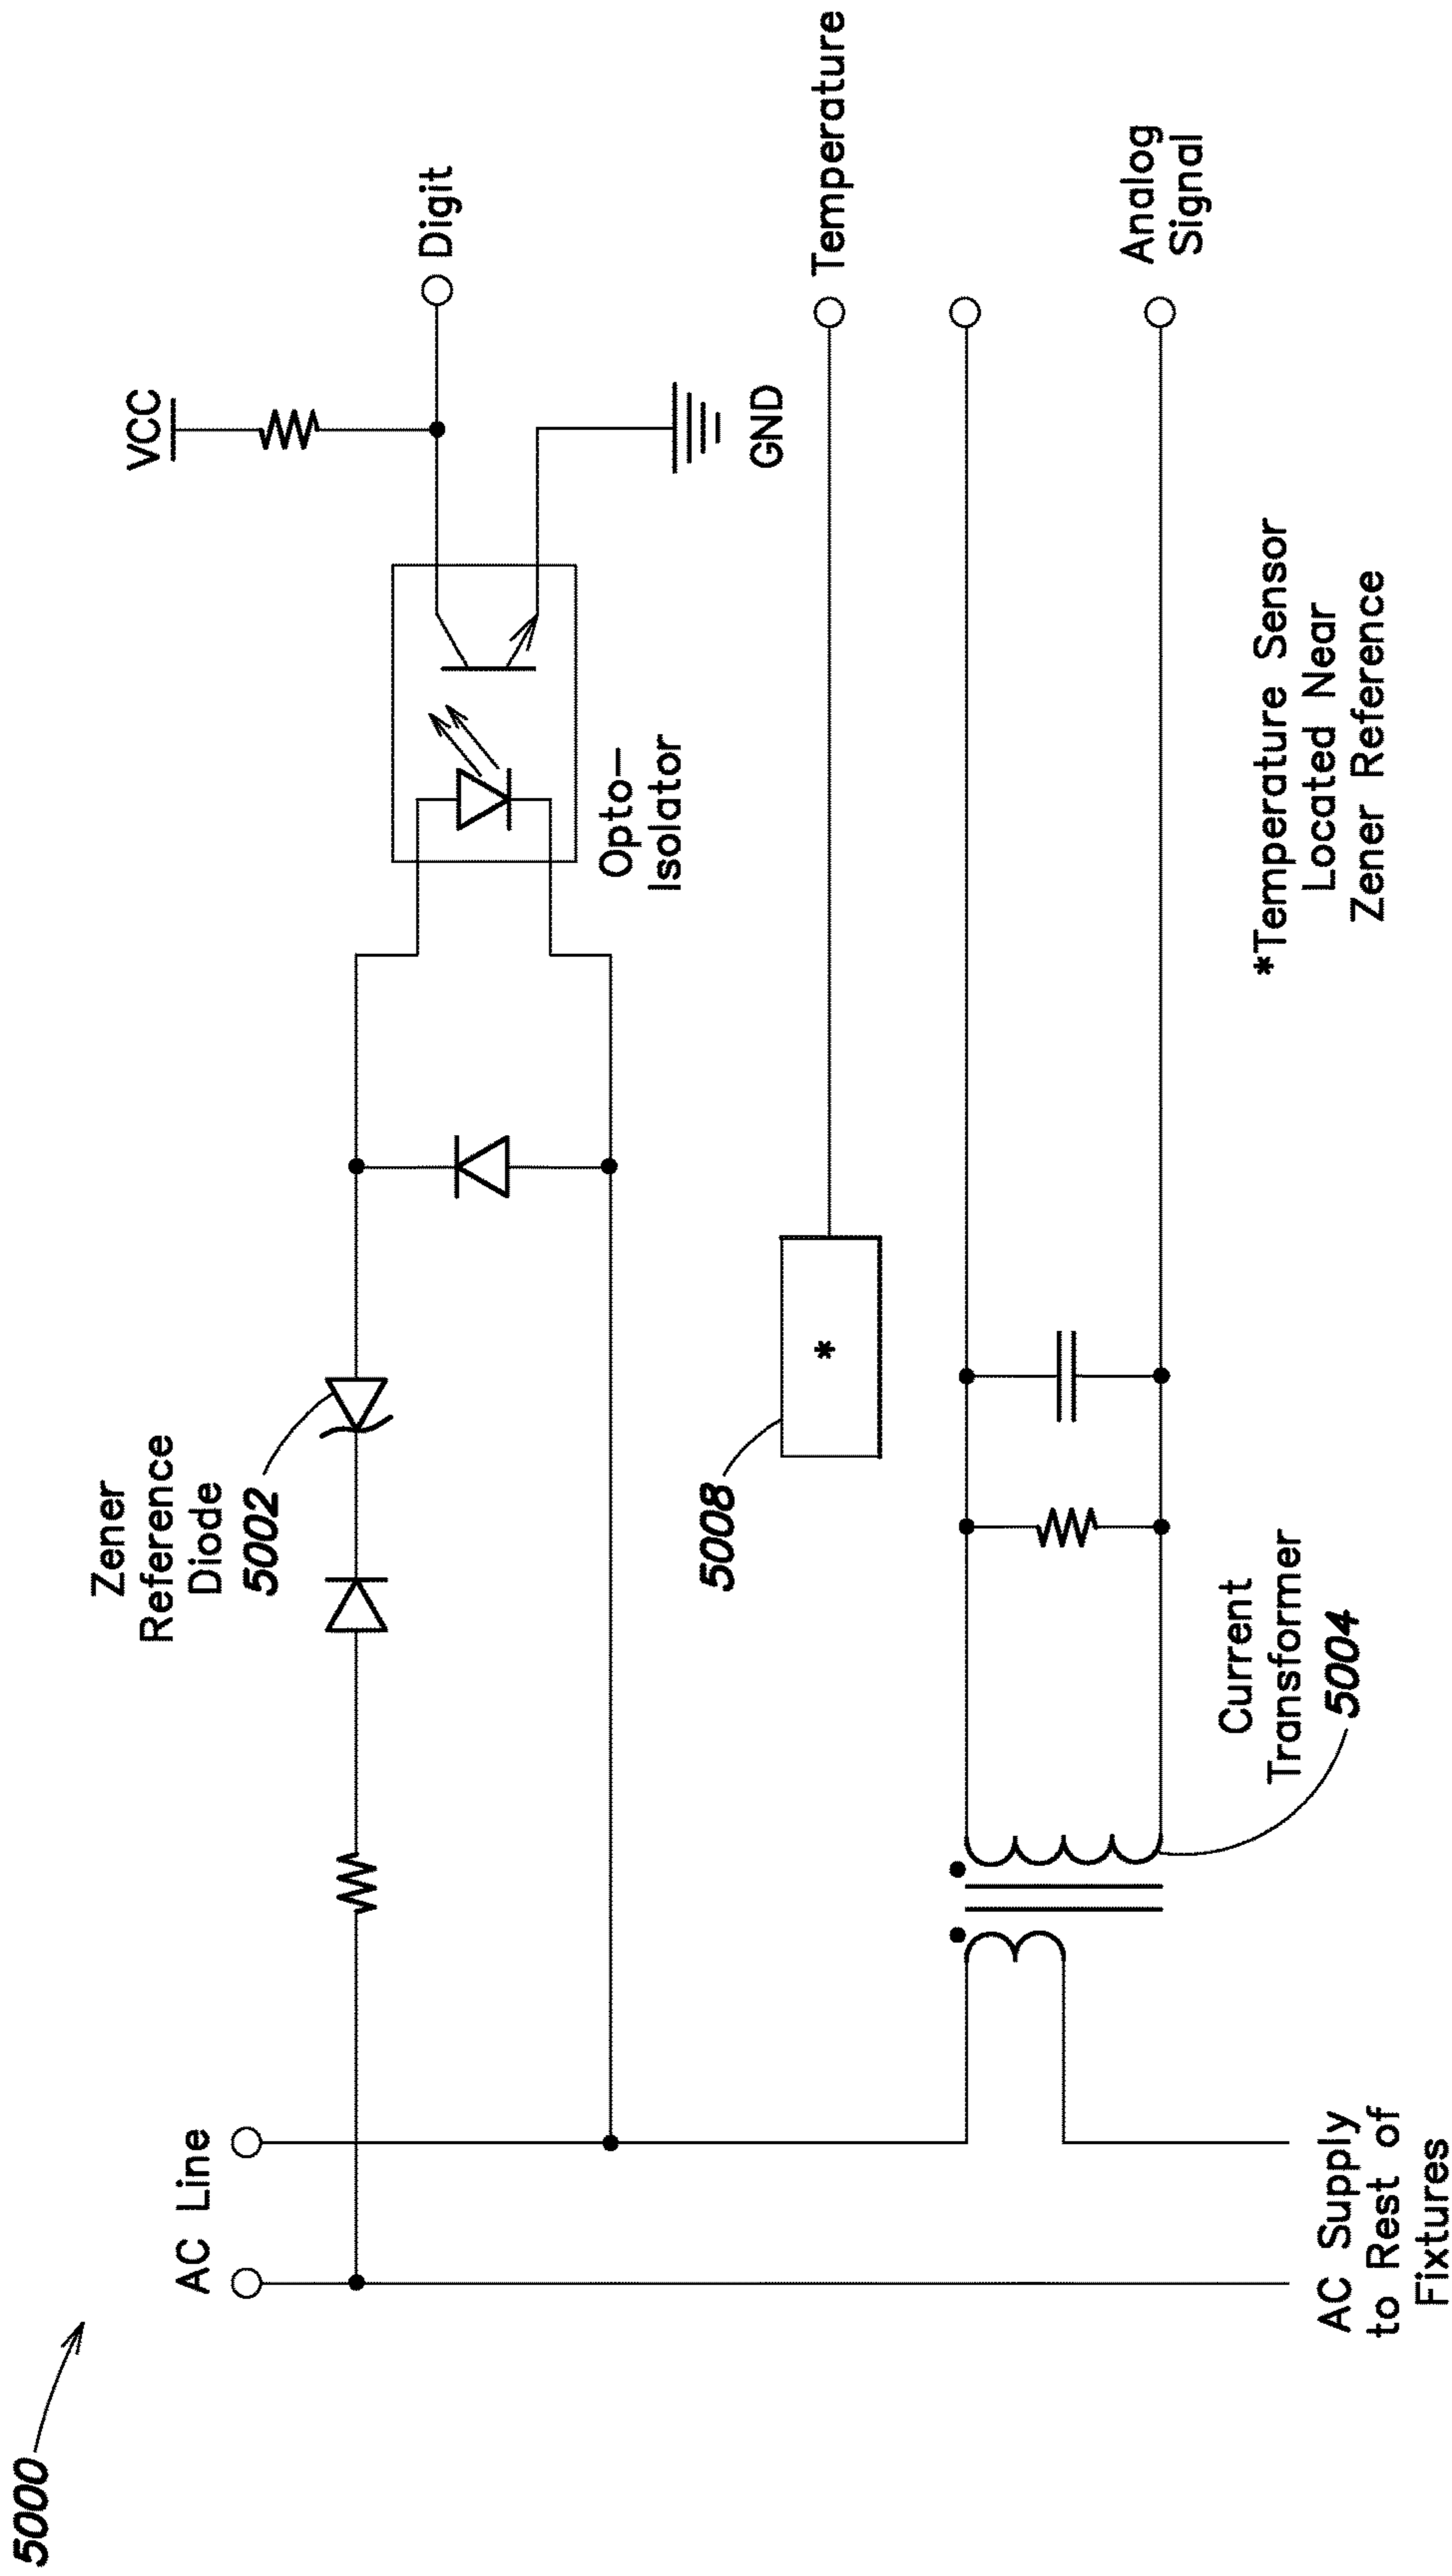 5000
AC Line
Zener
Reference
Diode
5002
VCC
Digit
GND
Opto-
Isolator
5008
*
Temperature
Analog
Signal
Current
Transformer
5004
*Temperature Sensor
Located Near
Zener Reference
AC Supply
to Rest of
Fixtures